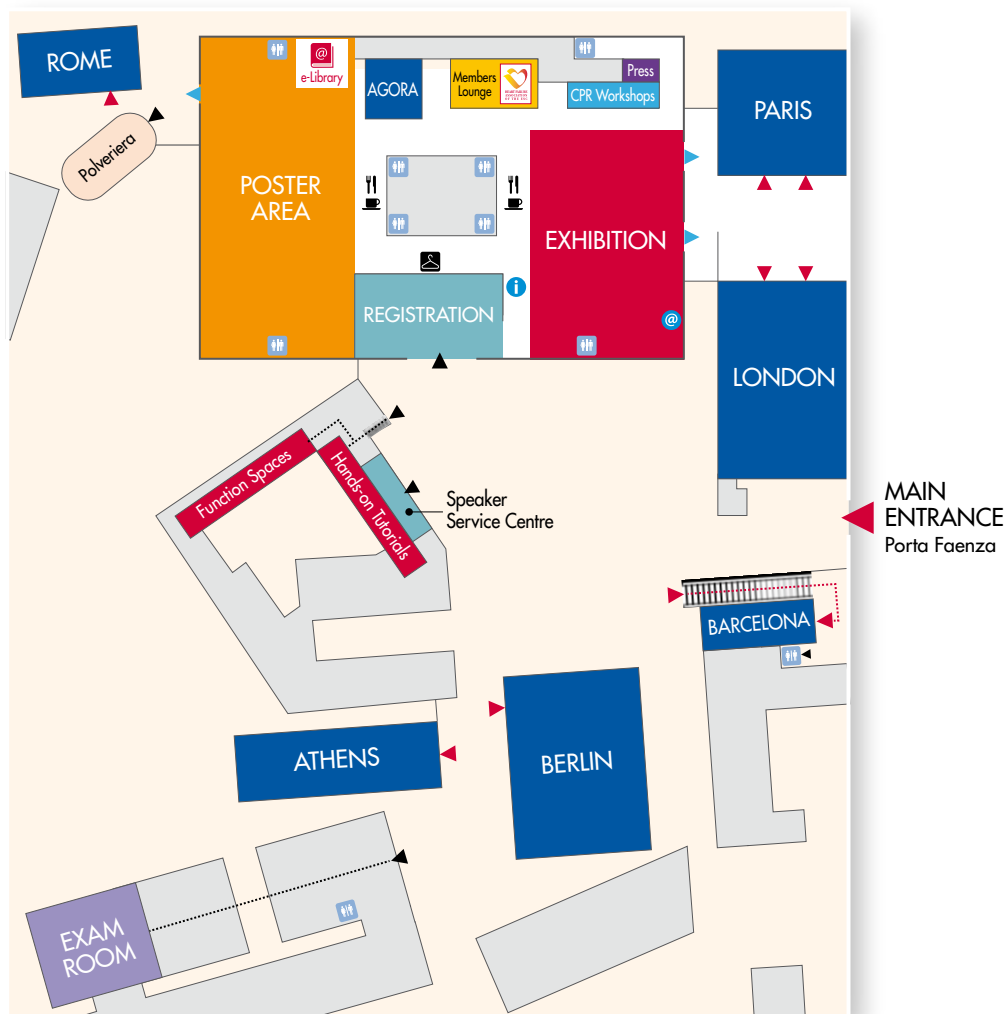 ROME
@
e-Library
AGORA
Members
Lounge
Press
CPR Workshops
PARIS
Polveriera
POSTER
AREA
EXHIBITION
i
REGISTRATION
@
LONDON
Function Spaces
Hands-on Tutorials
Speaker
Service Centre
MAIN
ENTRANCE
Porta Faenza
BARCELONA
ATHENS
BERLIN
EXAM
ROOM